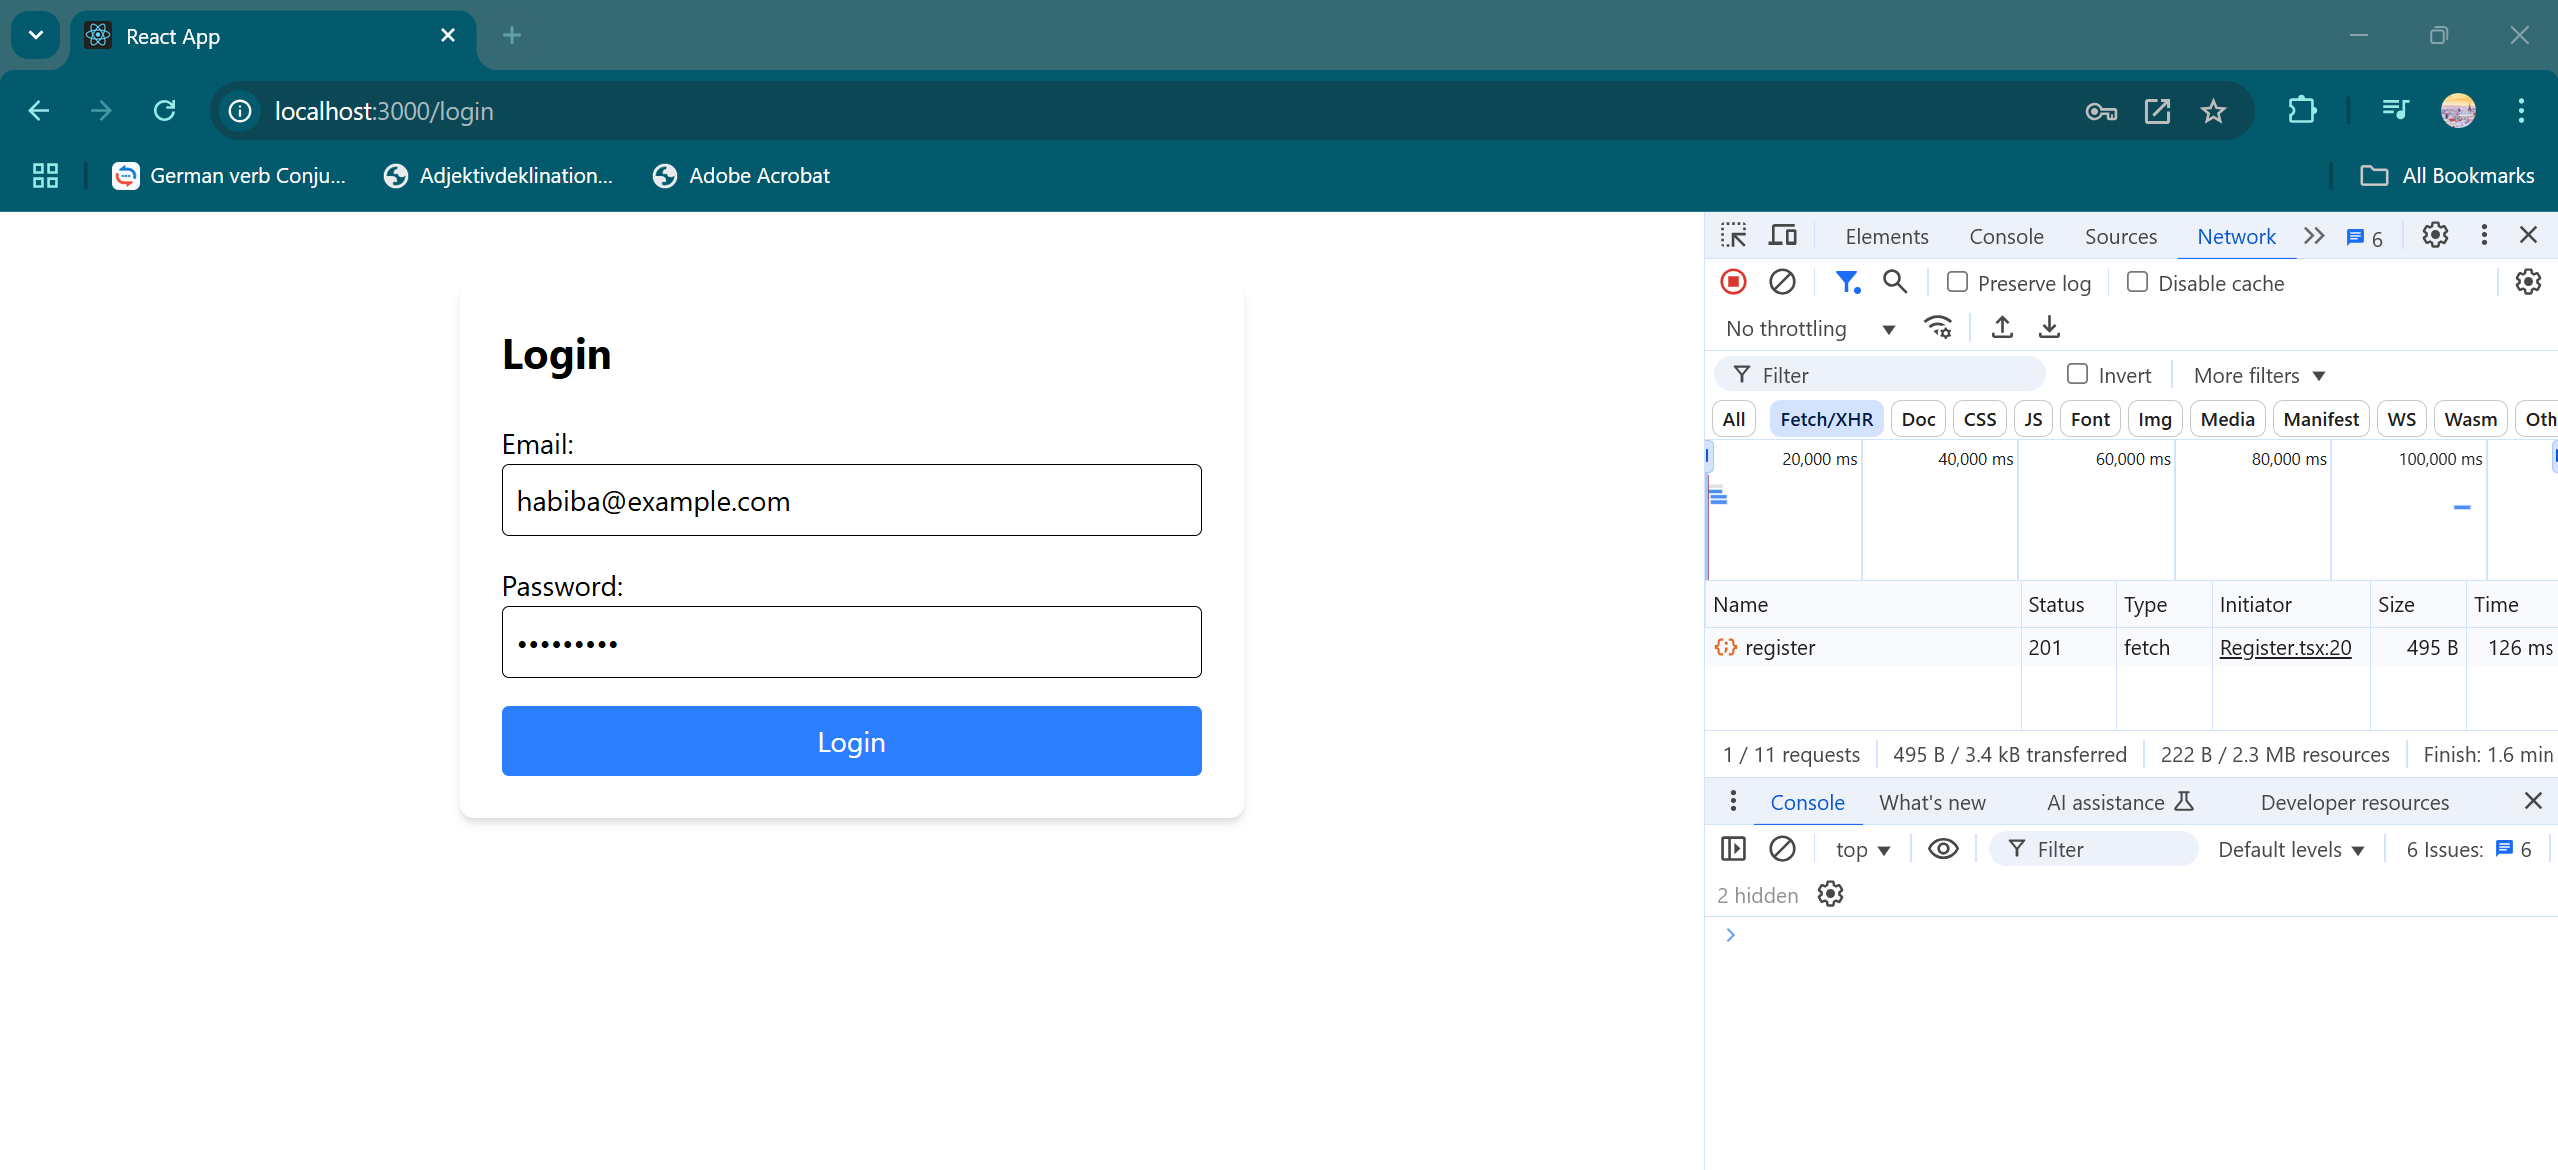 React App
localhost:3000/login
German verb Conju...
Adjektivdeklination...
Adobe Acrobat
All Bookmarks
Login
Email:
habiba@example.com
Password:
•••••••••
Login
Elements Console Sources Network 6
Preserve log Disable cache
No throttling
Filter Invert More filters
All Fetch/XHR Doc CSS JS Font Img Media Manifest WS Wasm Oth
20,000 ms 40,000 ms 60,000 ms 80,000 ms 100,000 ms
Name Status Type Initiator Size Time
register 201 fetch Register.tsx:20 495 B 126 ms
1 / 11 requests 495 B / 3.4 kB transferred 222 B / 2.3 MB resources Finish: 1.6 min
Console What's new AI assistance Developer resources
top Filter Default levels 6 Issues: 6
2 hidden